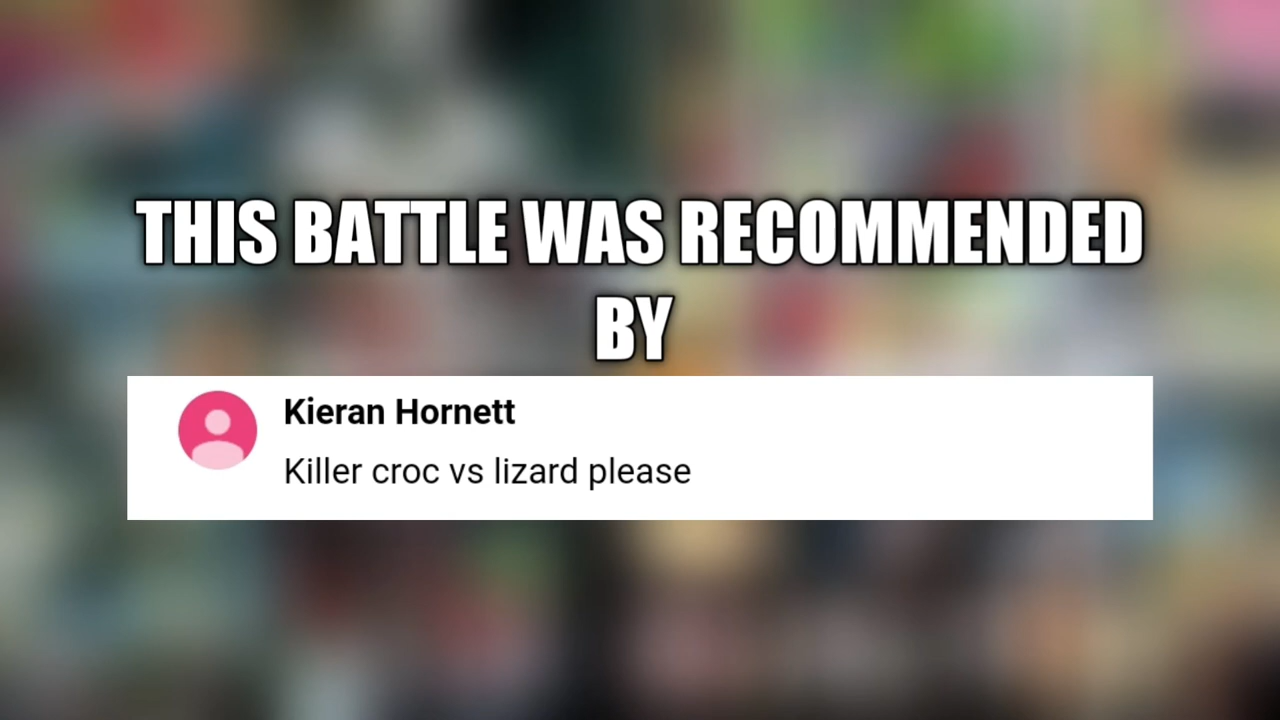 THIS BATTLE WAS RECOMMENDED
BY
Kieran Hornett
Killer croc vs lizard please